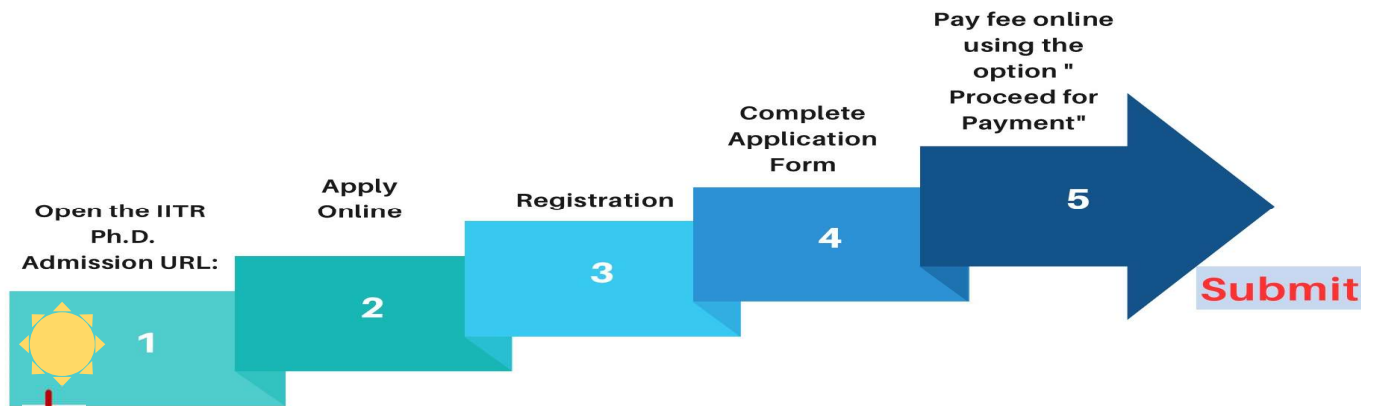 Open the IITR
Ph.D.
Admission URL:
1
Apply
Online
2
Registration
3
Complete
Application
Form
4
Pay fee online
using the
option "
Proceed for
Payment"
5
Submit